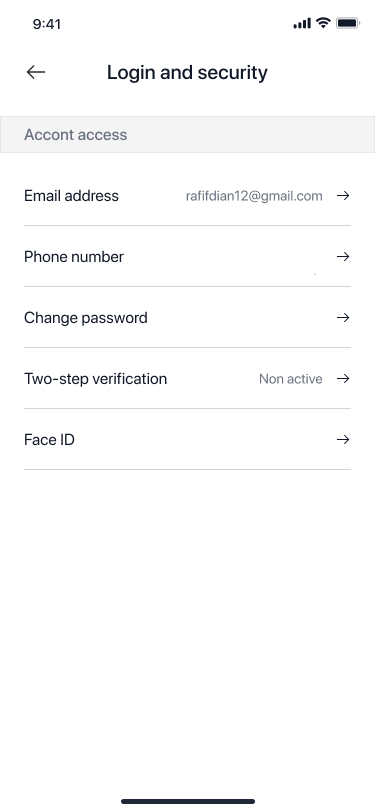 9:41
Login and security
Accont access
Email address rafifdian12@gmail.com
Phone number
Change password
Two-step verification Non active
Face ID